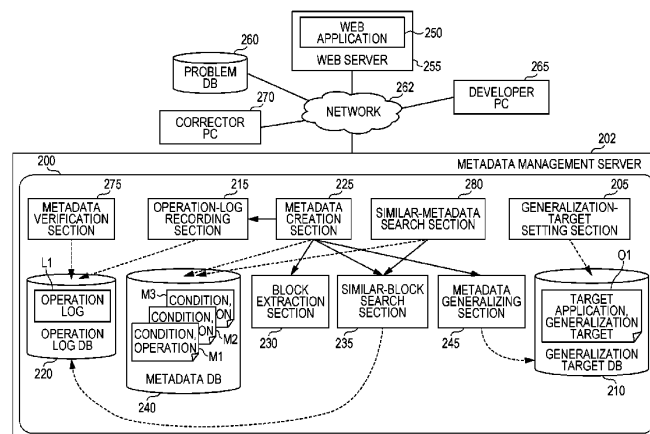 260
PROBLEM
DB
WEB
APPLICATION
250
WEB SERVER
255
262
NETWORK
265
DEVELOPER
PC
270
CORRECTOR
PC
202
METADATA MANAGEMENT SERVER
200
275
METADATA
VERIFICATION
SECTION
215
OPERATION-LOG
RECORDING
SECTION
225
METADATA
CREATION
SECTION
280
SIMILAR-METADATA
SEARCH SECTION
205
GENERALIZATION-
TARGET
SETTING SECTION
L1
OPERATION
LOG
OPERATION
LOG DB
220
M3
CONDITION,
CONDITION,
ON
CONDITION,
ON
OPERATION
M2
M1
METADATA DB
240
BLOCK
EXTRACTION
SECTION
230
SIMILAR-BLOCK
SEARCH
SECTION
235
METADATA
GENERALIZING
SECTION
245
O1
TARGET
APPLICATION,
GENERALIZATION
TARGET
GENERALIZATION
TARGET DB
210